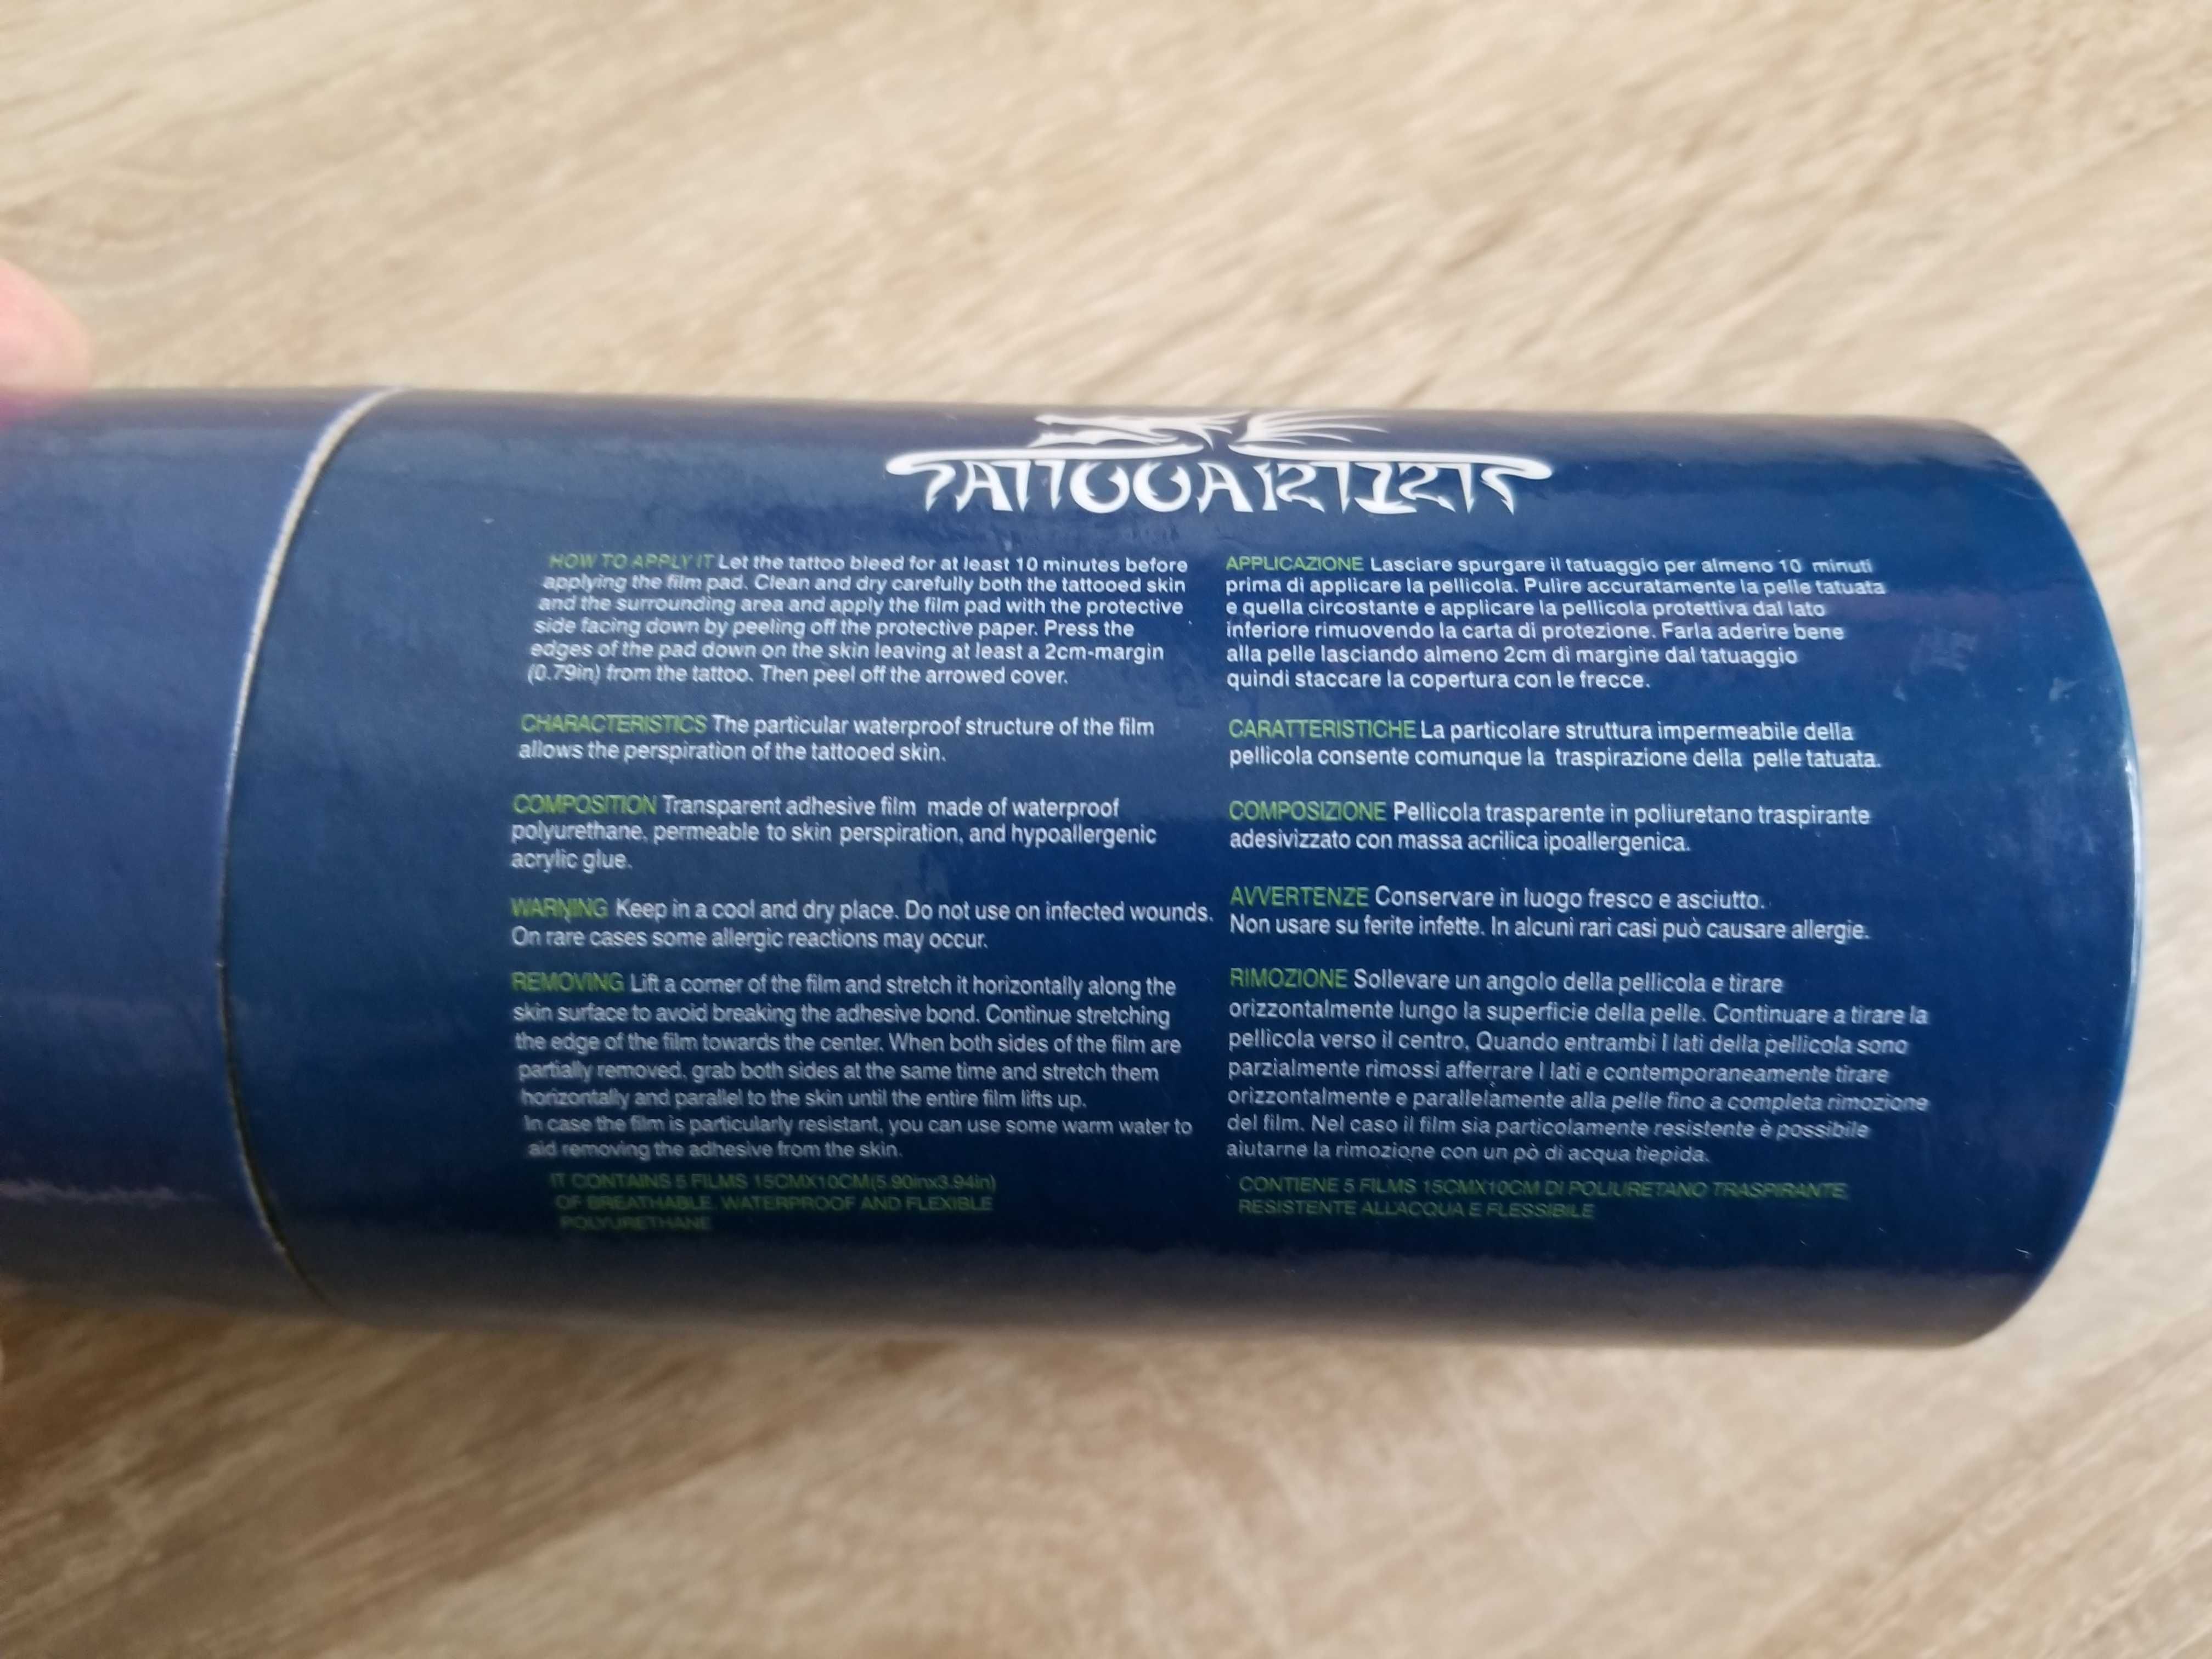 TATTOOARTIST
HOW TO APPLY IT Let the tattoo bleed for at least 10 minutes before
applying the film pad. Clean and dry carefully both the tattooed skin
and the surrounding area and apply the film pad with the protective
side facing down by peeling off the protective paper. Press the
edges of the pad down on the skin leaving at least a 2cm-margin
(0.79in) from the tattoo. Then peel off the arrowed cover.
CHARACTERISTICS The particular waterproof structure of the film
allows the perspiration of the tattooed skin.
COMPOSITION Transparent adhesive film made of waterproof
polyurethane, permeable to skin perspiration, and hypoallergenic
acrylic glue.
WARNING Keep in a cool and dry place. Do not use on infected wounds.
On rare cases some allergic reactions may occur.
REMOVING Lift a corner of the film and stretch it horizontally along the
skin surface to avoid breaking the adhesive bond. Continue stretching
the edge of the film towards the center. When both sides of the film are
partially removed, grab both sides at the same time and stretch them
horizontally and parallel to the skin until the entire film lifts up.
In case the film is particularly resistant, you can use some warm water to
aid removing the adhesive from the skin.
IT CONTAINS 5 FILMS 15CMX10CM(5.90inx3.94in)
OF BREATHABLE, WATERPROOF AND FLEXIBLE
POLYURETHANE
APPLICAZIONE Lasciare spurgare il tatuaggio per almeno 10 minuti
prima di applicare la pellicola. Pulire accuratamente la pelle tatuata
e quella circostante e applicare la pellicola protettiva dal lato
inferiore rimuovendo la carta di protezione. Farla aderire bene
alla pelle lasciando almeno 2cm di margine dal tatuaggio
quindi staccare la copertura con le frecce.
CARATTERISTICHE La particolare struttura impermeabile della
pellicola consente comunque la traspirazione della pelle tatuata.
COMPOSIZIONE Pellicola trasparente in poliuretano traspirante
adesivizzato con massa acrilica ipoallergenica.
AVVERTENZE Conservare in luogo fresco e asciutto.
Non usare su ferite infette. In alcuni rari casi può causare allergie.
RIMOZIONE Sollevare un angolo della pellicola e tirare
orizzontalmente lungo la superficie della pelle. Continuare a tirare la
pellicola verso il centro, Quando entrambi I lati della pellicola sono
parzialmente rimossi afferrare I lati e contemporaneamente tirare
orizzontalmente e parallelamente alla pelle fino a completa rimozione
del film. Nel caso il film sia particolamente resistente è possibile
aiutarne la rimozione con un pò di acqua tiepida.
CONTIENE 5 FILMS 15CMX10CM DI POLIURETANO TRASPIRANTE,
RESISTENTE ALL'ACQUA E FLESSIBILE